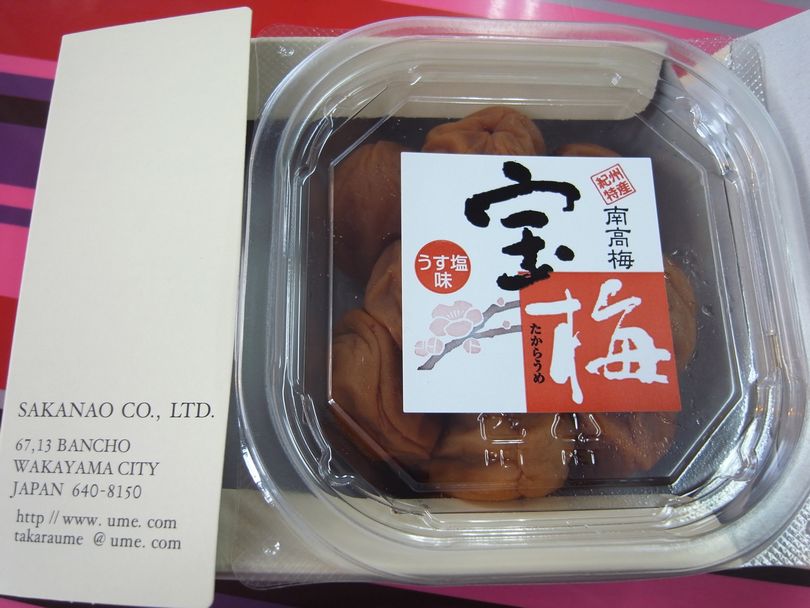 SAKANAO CO., LTD.
67,13 BANCHO
WAKAYAMA CITY
JAPAN 640-8150
http // www. ume. com
takaraume @ ume. com
紀州
特産
南高梅
宝梅
たからうめ
うす塩
味